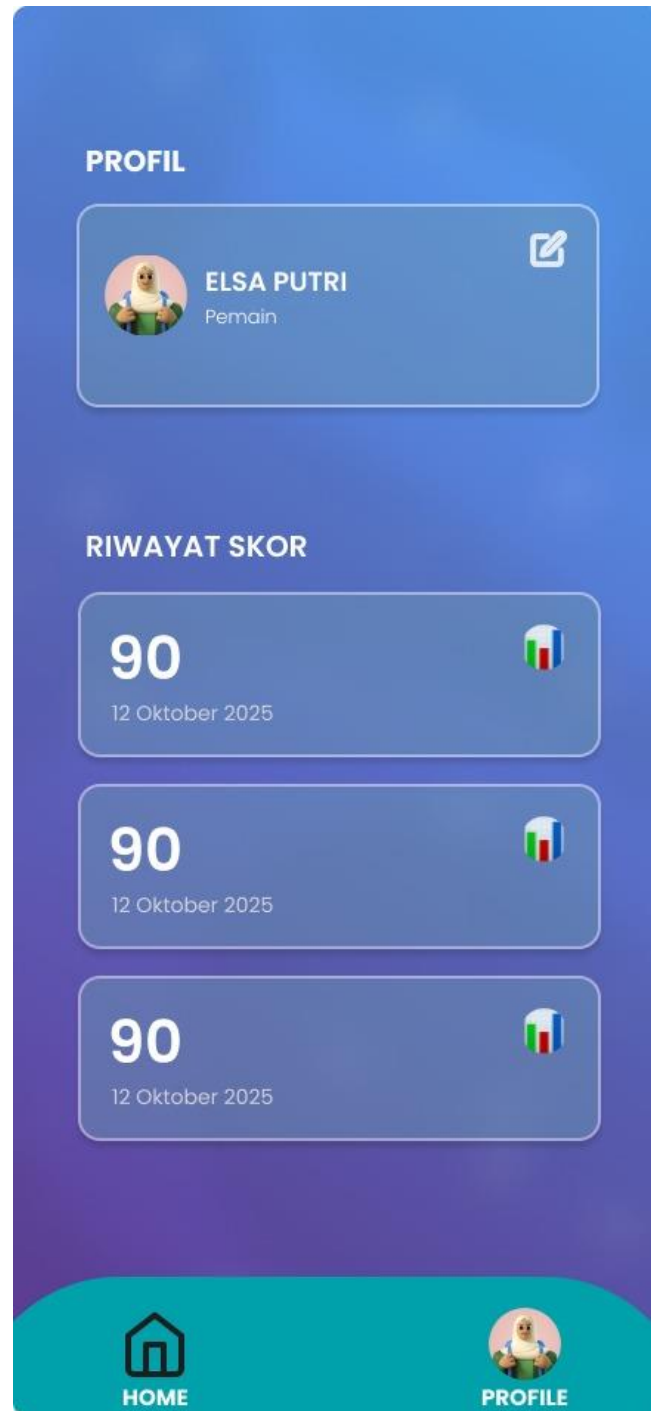 PROFIL
ELSA PUTRI
Pemain
RIWAYAT SKOR
90
12 Oktober 2025
90
12 Oktober 2025
90
12 Oktober 2025
HOME
PROFILE